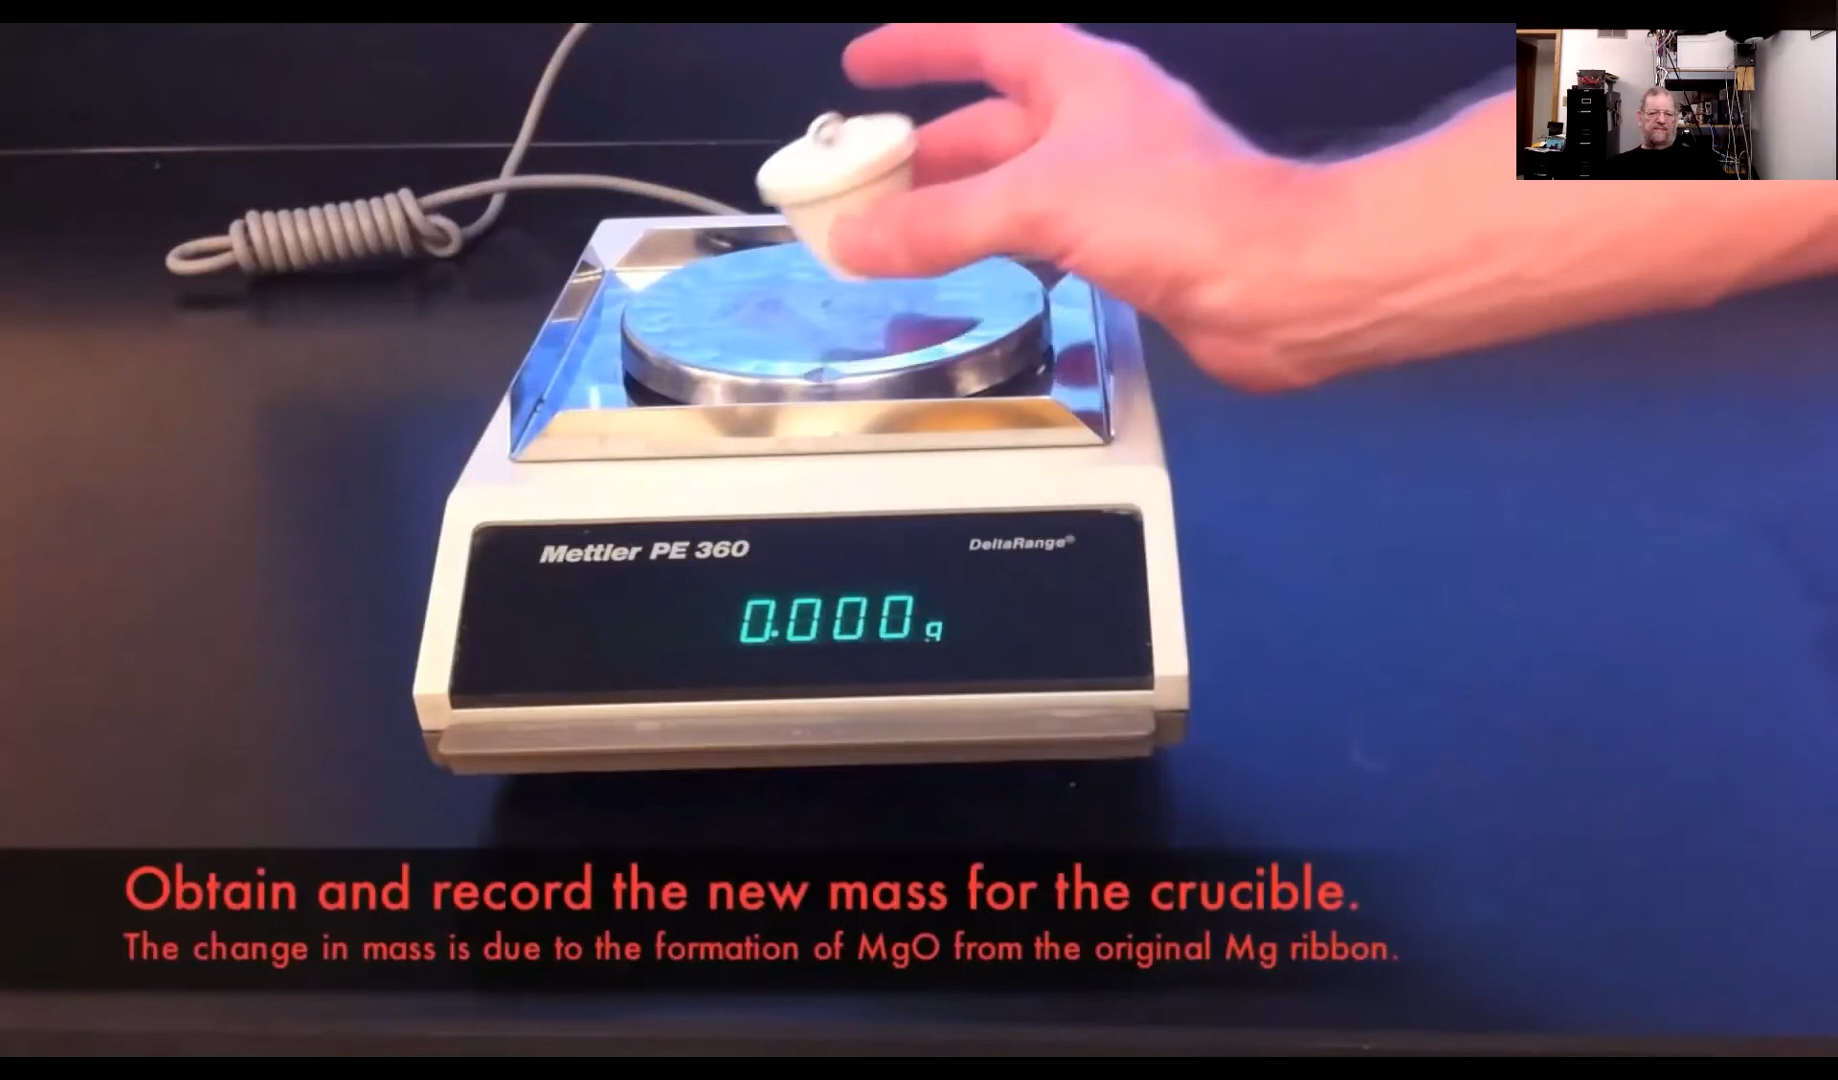 Mettler PE 360
DeltaRange®
0.000 g
Obtain and record the new mass for the crucible.
The change in mass is due to the formation of MgO from the original Mg ribbon.